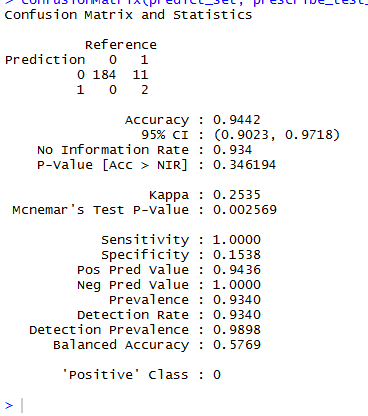 > confusionMatrix(predict_set, prescribe_test
Confusion Matrix and Statistics
Reference
Prediction 0 1
0 184 11
1 0 2
Accuracy : 0.9442
95% CI : (0.9023, 0.9718)
No Information Rate : 0.934
P-Value [Acc > NIR] : 0.346194
Kappa : 0.2535
Mcnemar's Test P-Value : 0.002569
Sensitivity : 1.0000
Specificity : 0.1538
Pos Pred Value : 0.9436
Neg Pred Value : 1.0000
Prevalence : 0.9340
Detection Rate : 0.9340
Detection Prevalence : 0.9898
Balanced Accuracy : 0.5769
'Positive' Class : 0
>